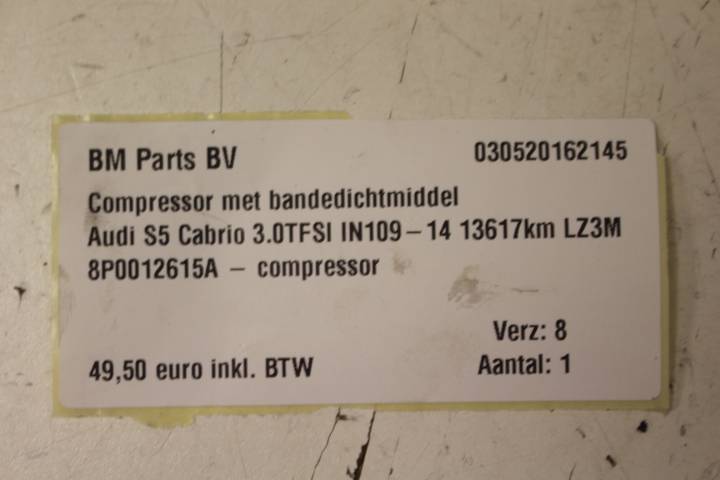 BM Parts BV 030520162145
Compressor met bandedichtmiddel
Audi S5 Cabrio 3.0TFSI IN109–14 13617km LZ3M
8P0012615A – compressor
Verz: 8
49,50 euro inkl. BTW Aantal: 1